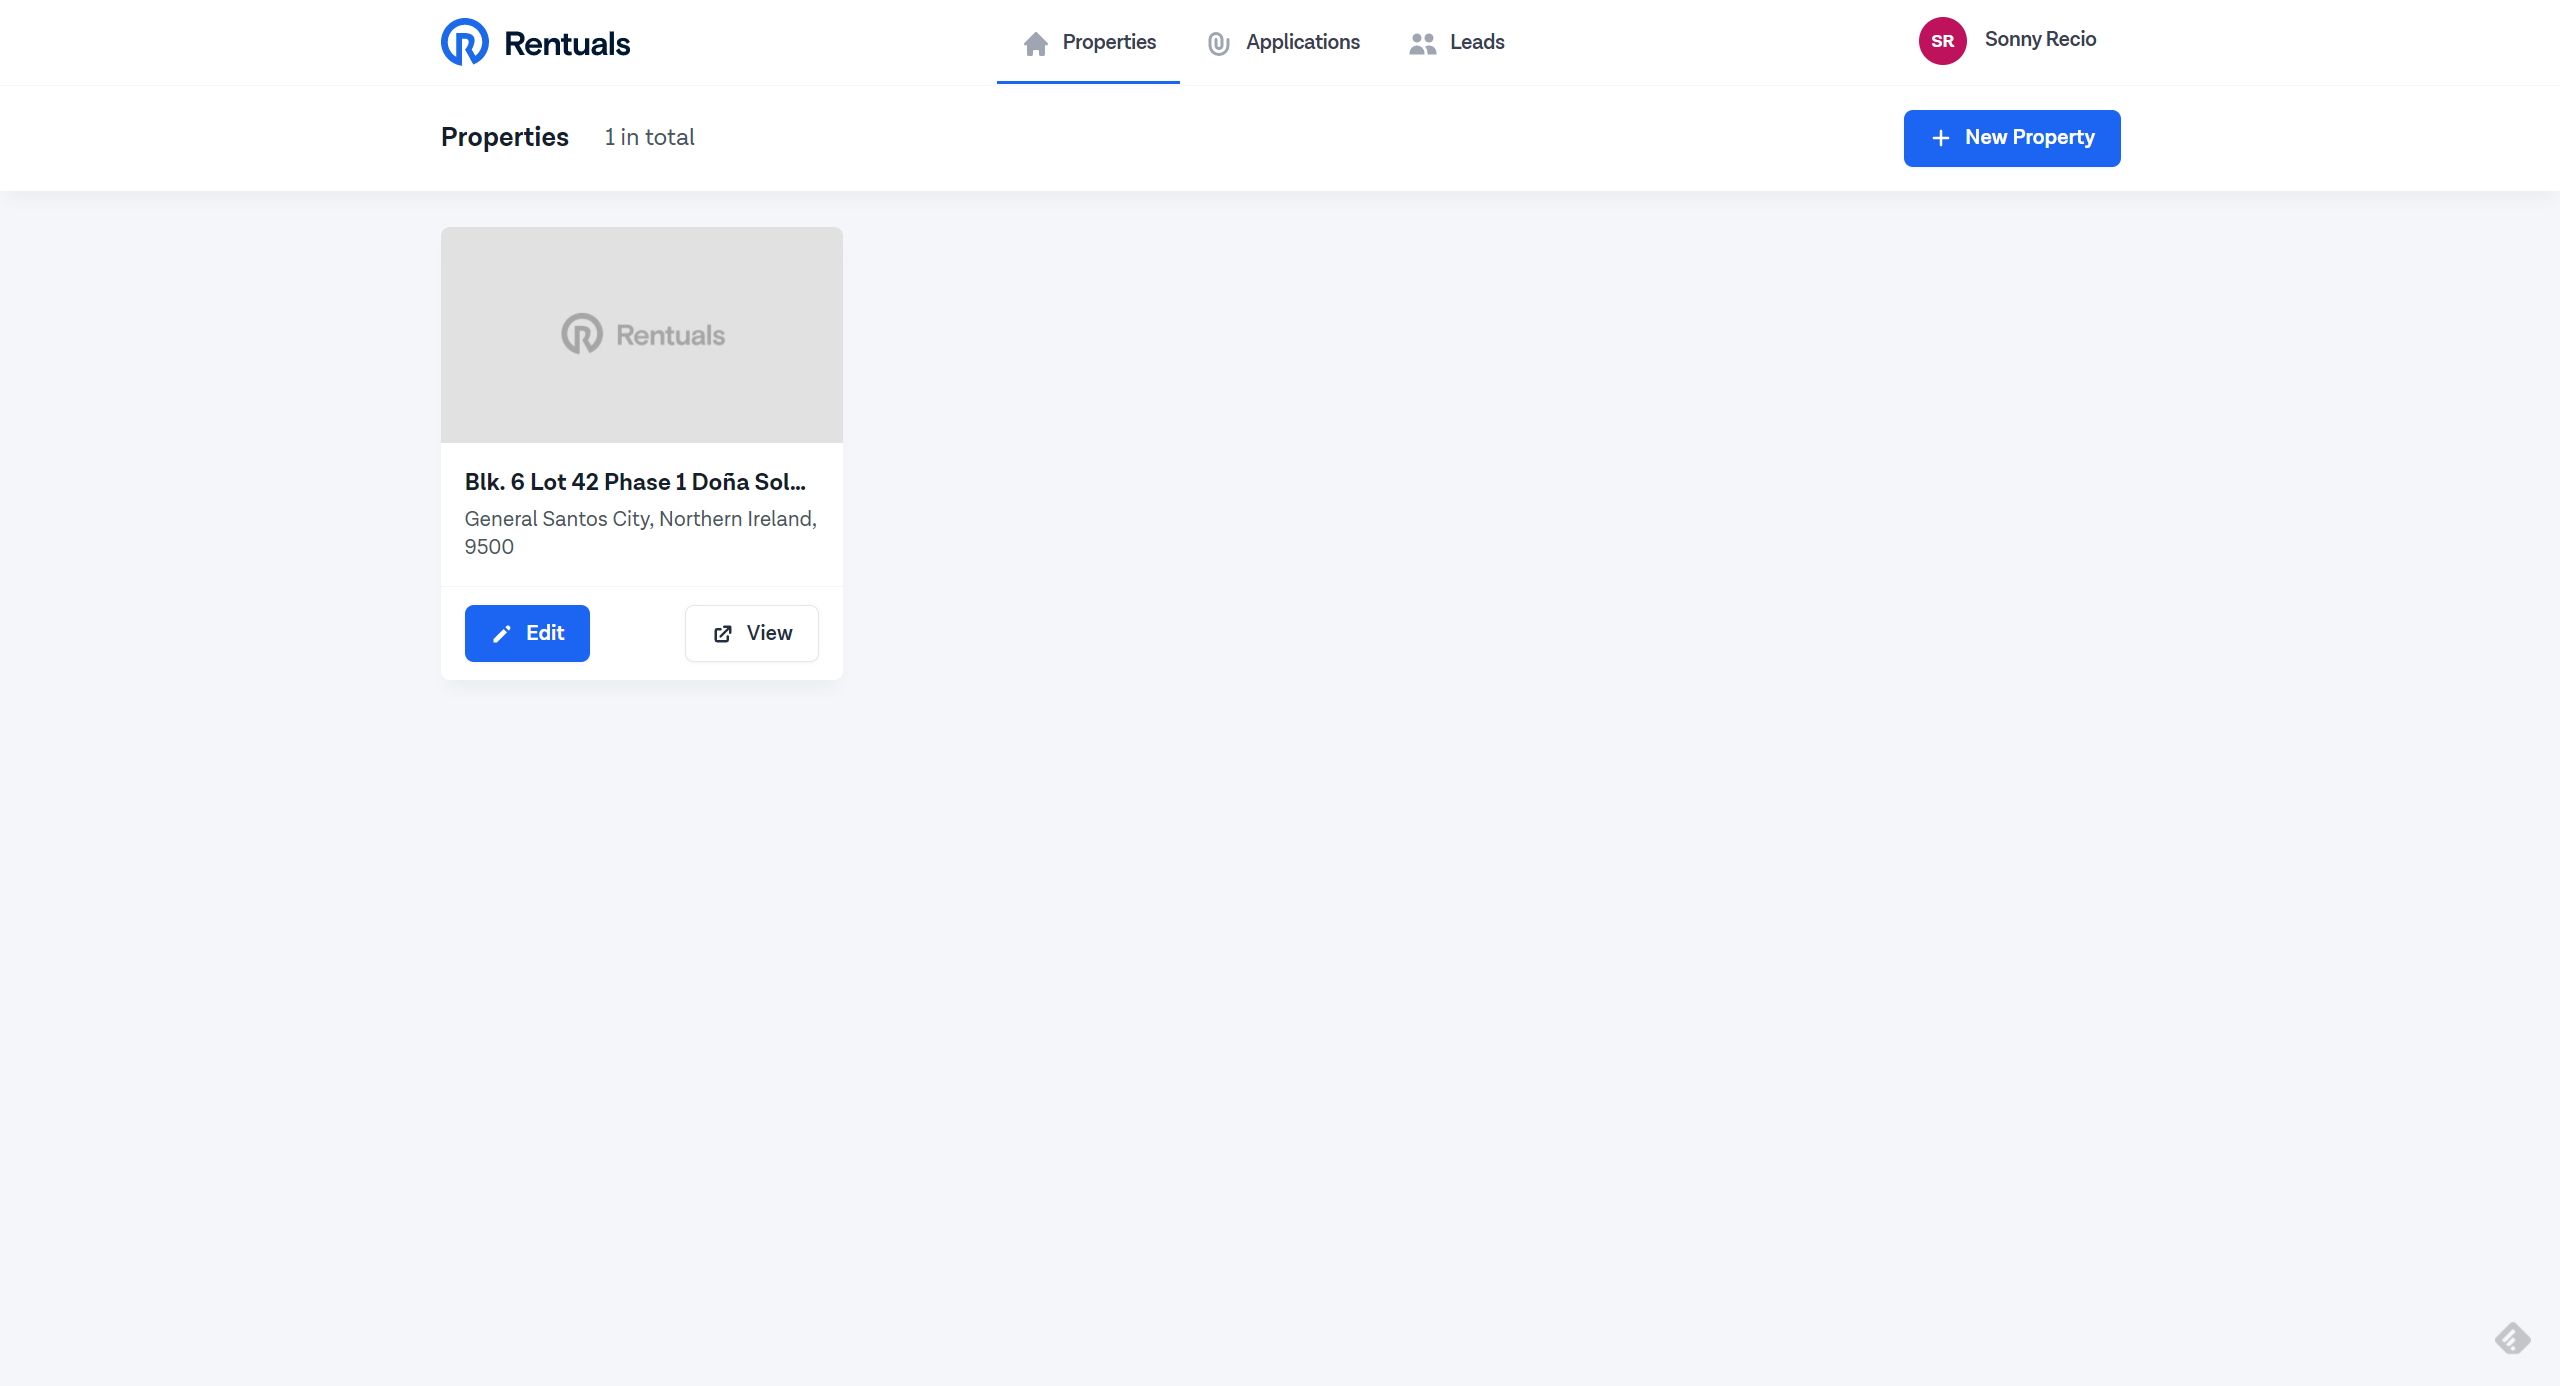 Rentuals
Properties
Applications
Leads
SR
Sonny Recio
Properties
1 in total
New Property
Rentuals
Blk. 6 Lot 42 Phase 1 Doña Sol...
General Santos City, Northern Ireland,
9500
Edit
View